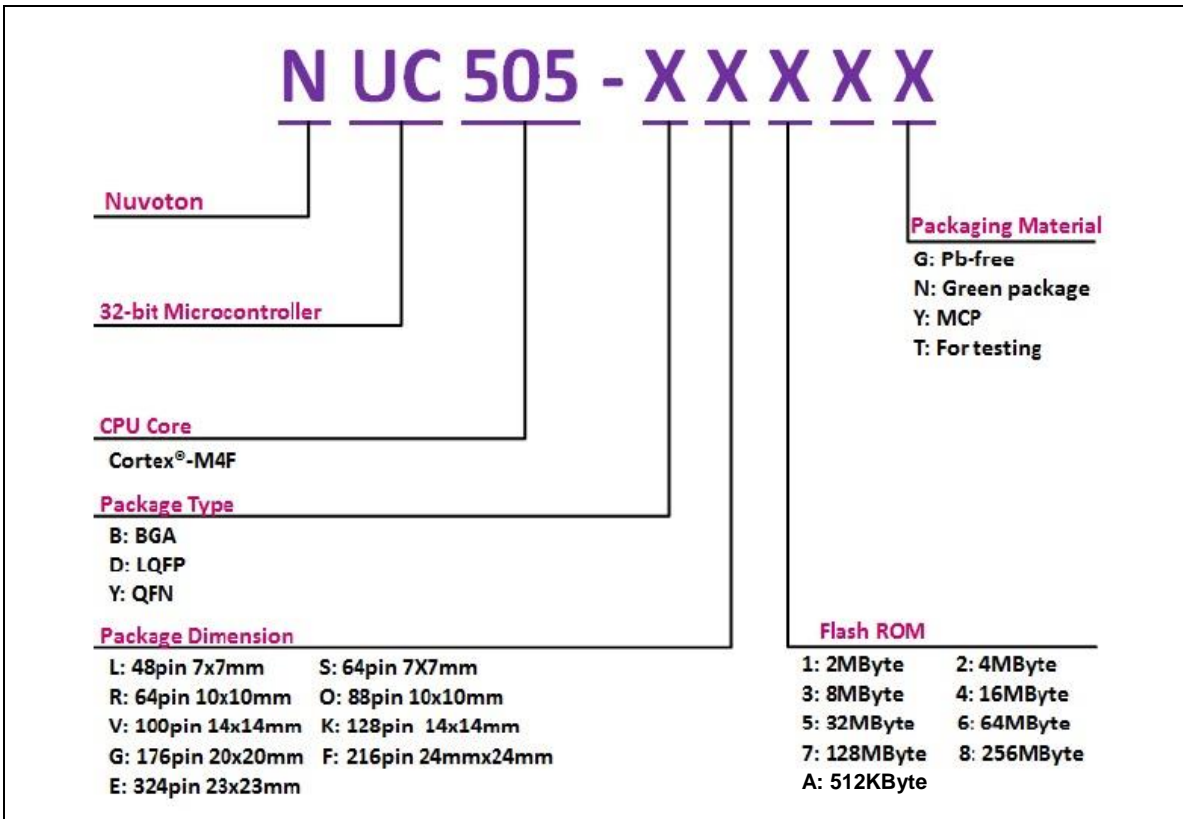 N UC 505 - X X X X X
Nuvoton
32-bit Microcontroller
CPU Core
Cortex®-M4F
Package Type
B: BGA
D: LQFP
Y: QFN
Package Dimension
L: 48pin 7x7mm S: 64pin 7X7mm
R: 64pin 10x10mm O: 88pin 10x10mm
V: 100pin 14x14mm K: 128pin 14x14mm
G: 176pin 20x20mm F: 216pin 24mmx24mm
E: 324pin 23x23mm
Packaging Material
G: Pb-free
N: Green package
Y: MCP
T: For testing
Flash ROM
1: 2MByte 2: 4MByte
3: 8MByte 4: 16MByte
5: 32MByte 6: 64MByte
7: 128MByte 8: 256MByte
A: 512KByte